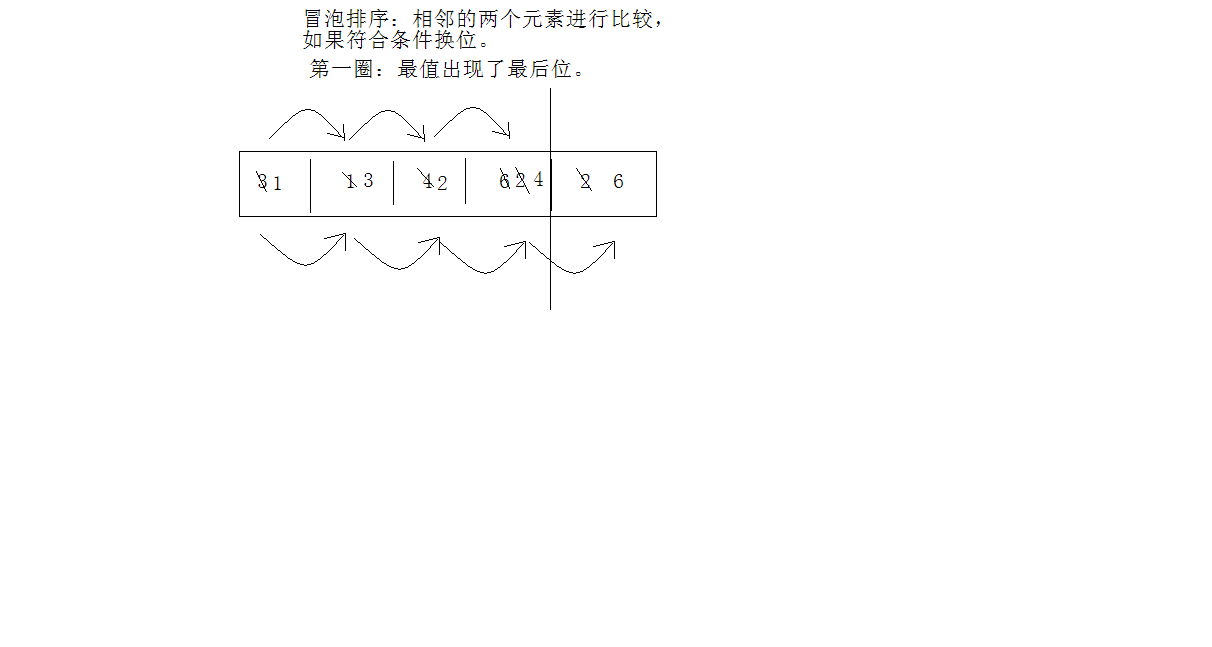 冒泡排序：相邻的两个元素进行比较，
如果符合条件换位。
第一圈：最值出现了最后位。
3 1 1 3 4 2 6 2 4 2 6